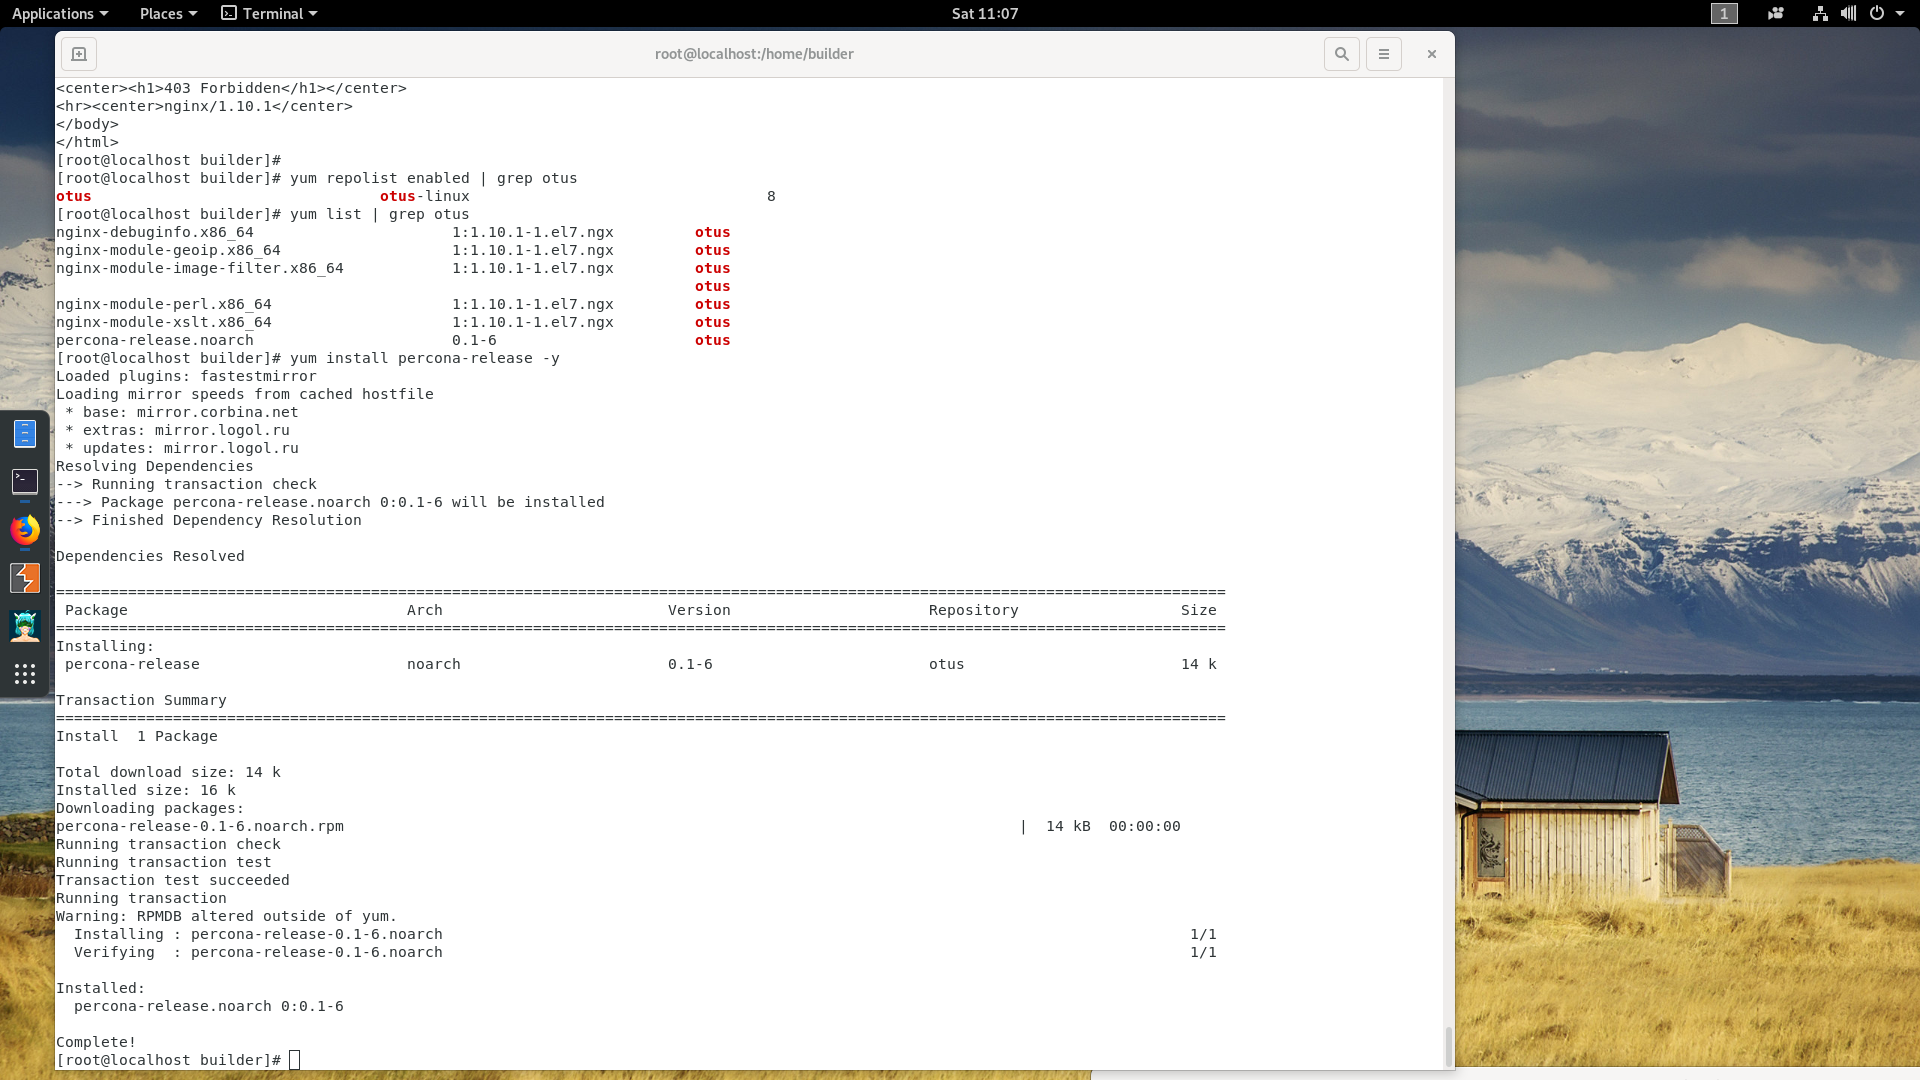 Applications Places Terminal Sat 11:07 1
root@localhost:/home/builder
<center><h1>403 Forbidden</h1></center>
<hr><center>nginx/1.10.1</center>
</body>
</html>
[root@localhost builder]#
[root@localhost builder]# yum repolist enabled | grep otus
otus otus-linux 8
[root@localhost builder]# yum list | grep otus
nginx-debuginfo.x86_64 1:1.10.1-1.el7.ngx otus
nginx-module-geoip.x86_64 1:1.10.1-1.el7.ngx otus
nginx-module-image-filter.x86_64 1:1.10.1-1.el7.ngx otus
otus
nginx-module-perl.x86_64 1:1.10.1-1.el7.ngx otus
nginx-module-xslt.x86_64 1:1.10.1-1.el7.ngx otus
percona-release.noarch 0.1-6 otus
[root@localhost builder]# yum install percona-release -y
Loaded plugins: fastestmirror
Loading mirror speeds from cached hostfile
* base: mirror.corbina.net
* extras: mirror.logol.ru
* updates: mirror.logol.ru
Resolving Dependencies
--> Running transaction check
---> Package percona-release.noarch 0:0.1-6 will be installed
--> Finished Dependency Resolution
Dependencies Resolved
==================================================================================================================================
Package Arch Version Repository Size
==================================================================================================================================
Installing:
percona-release noarch 0.1-6 otus 14 k
Transaction Summary
==================================================================================================================================
Install 1 Package
Total download size: 14 k
Installed size: 16 k
Downloading packages:
percona-release-0.1-6.noarch.rpm | 14 kB 00:00:00
Running transaction check
Running transaction test
Transaction test succeeded
Running transaction
Warning: RPMDB altered outside of yum.
Installing : percona-release-0.1-6.noarch 1/1
Verifying : percona-release-0.1-6.noarch 1/1
Installed:
percona-release.noarch 0:0.1-6
Complete!
[root@localhost builder]#